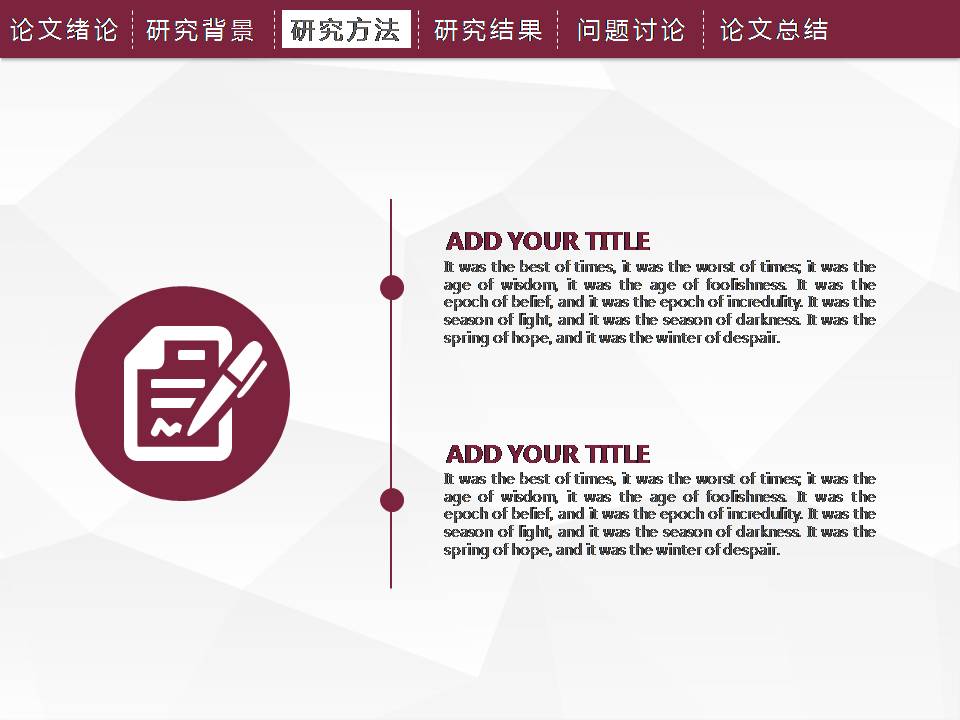 论文绪论 研究背景 研究方法 研究结果 问题讨论 论文总结
ADD YOUR TITLE
It was the best of times, it was the worst of times; it was the
age of wisdom, it was the age of foolishness. It was the
epoch of belief, and it was the epoch of incredulity. It was the
season of light, and it was the season of darkness. It was the
spring of hope, and it was the winter of despair.
ADD YOUR TITLE
It was the best of times, it was the worst of times; it was the
age of wisdom, it was the age of foolishness. It was the
epoch of belief, and it was the epoch of incredulity. It was the
season of light, and it was the season of darkness. It was the
spring of hope, and it was the winter of despair.